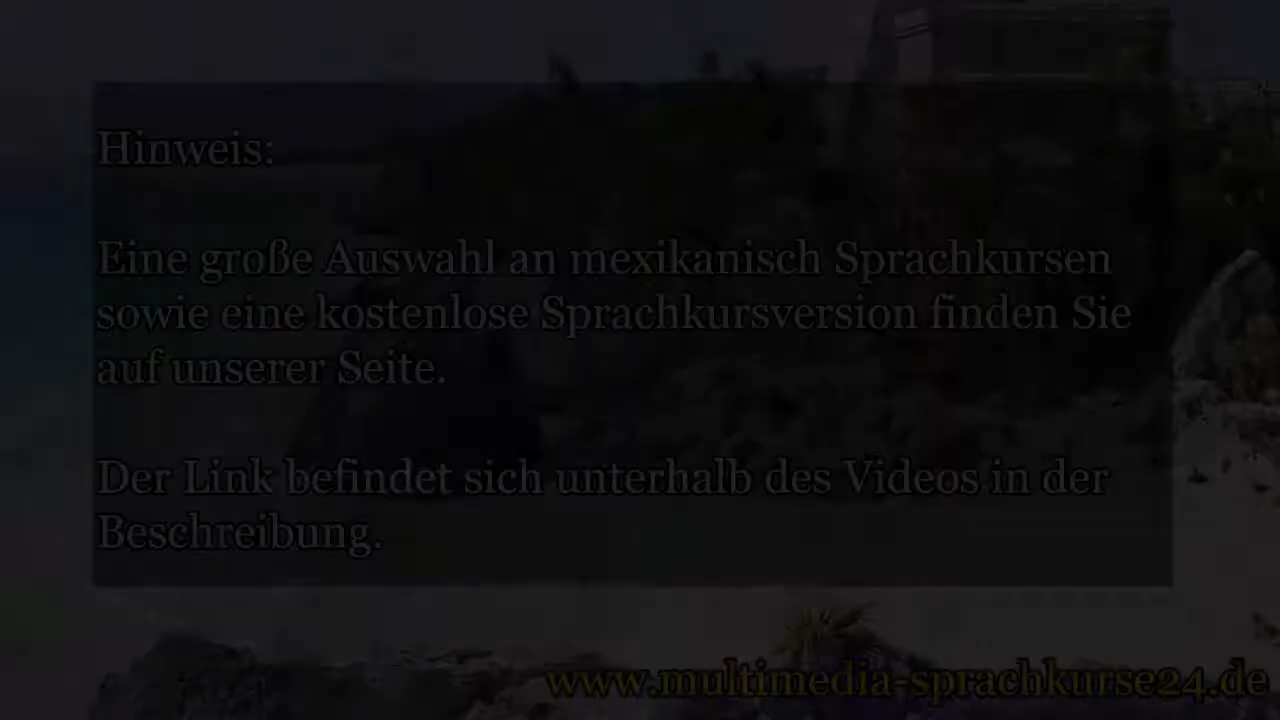 Hinweis:
Eine große Auswahl an mexikanisch Sprachkursen
sowie eine kostenlose Sprachkursversion finden Sie
auf unserer Seite.
Der Link befindet sich unterhalb des Videos in der
Beschreibung.
www.multimedia-sprachkurse24.de